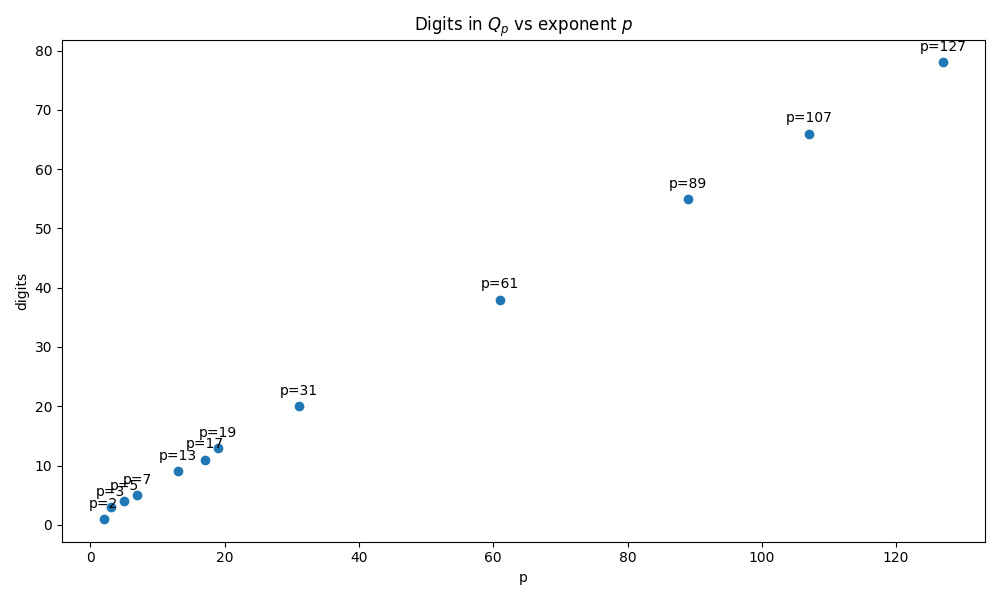 Digits in Qp vs exponent p
80
70
60
50
40
30
20
10
0
digits
p=127
p=107
p=89
p=61
p=31
p=19
p=17
p=13
p=7
p=5
p=3
p=2
0 20 40 60 80 100 120
p